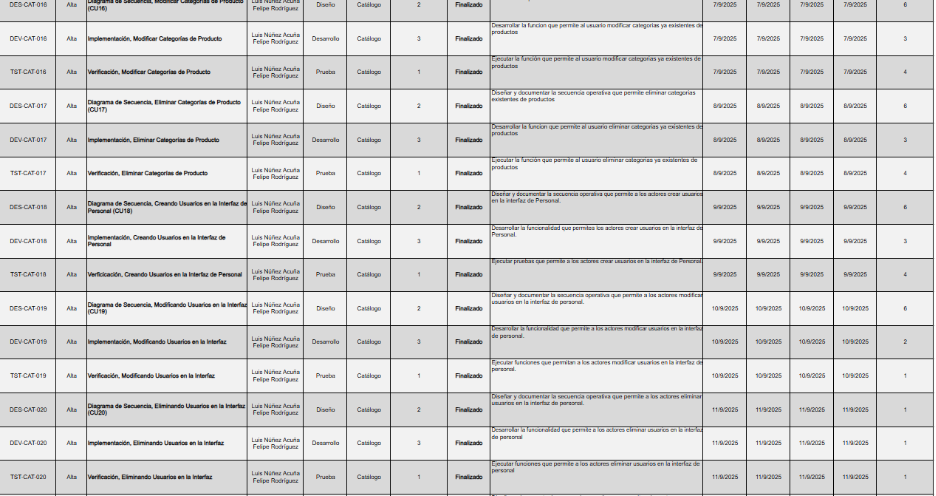 DES-CAT-016 Alta Diagrama de Secuencia, Modificar Categorías de Producto (CU16) Luis Núñez Acuña Felipe Rodríguez Diseño Catálogo 2 Finalizado 7/9/2025 7/9/2025 7/9/2025 7/9/2025 6
DEV-CAT-016 Alta Implementación, Modificar Categorías de Producto Luis Núñez Acuña Felipe Rodríguez Desarrollo Catálogo 3 Finalizado Desarrollar la funcion que permite al usuario modificar categorías ya existentes de productos 7/9/2025 7/9/2025 7/9/2025 7/9/2025 3
TST-CAT-016 Alta Verificación, Modificar Categorías de Producto Luis Núñez Acuña Felipe Rodríguez Prueba Catálogo 1 Finalizado Ejecutar la función que permite al usuario modificar categorías ya existentes de productos 7/9/2025 7/9/2025 7/9/2025 7/9/2025 4
DES-CAT-017 Alta Diagrama de Secuencia, Eliminar Categorías de Producto (CU17) Luis Núñez Acuña Felipe Rodríguez Diseño Catálogo 2 Finalizado Diseñar y documentar la secuencia operativa que permite eliminar categorías existentes de productos 8/9/2025 8/9/2025 8/9/2025 8/9/2025 6
DEV-CAT-017 Alta Implementación, Eliminar Categorías de Producto Luis Núñez Acuña Felipe Rodríguez Desarrollo Catálogo 3 Finalizado Desarrollar la funcion que permite al usuario eliminar categorías ya existentes de productos 8/9/2025 8/9/2025 8/9/2025 8/9/2025 3
TST-CAT-017 Alta Verificación, Eliminar Categorías de Producto Luis Núñez Acuña Felipe Rodríguez Prueba Catálogo 1 Finalizado Ejecutar la función que permite al usuario eliminar categorías ya existentes de productos 8/9/2025 8/9/2025 8/9/2025 8/9/2025 4
DES-CAT-018 Alta Diagrama de Secuencia, Creando Usuarios en la Interfaz de Personal (CU18) Luis Núñez Acuña Felipe Rodríguez Diseño Catálogo 2 Finalizado Diseñar y documentar la secuencia operativa que permite a los actores crear usuarios en la interfaz de Personal. 9/9/2025 9/9/2025 9/9/2025 9/9/2025 6
DEV-CAT-018 Alta Implementación, Creando Usuarios en la Interfaz de Personal Luis Núñez Acuña Felipe Rodríguez Desarrollo Catálogo 3 Finalizado Desarrollar la funcionalidad que permitea los actores crear usuarios en la interfaz de Personal. 9/9/2025 9/9/2025 9/9/2025 9/9/2025 3
TST-CAT-018 Alta Verficicación, Creando Usuarios en la Interfaz de Personal Luis Núñez Acuña Felipe Rodríguez Prueba Catálogo 1 Finalizado Ejecutar pruebas que permite a los actores crear usuarios en la interfaz de Personal. 9/9/2025 9/9/2025 9/9/2025 9/9/2025 4
DES-CAT-019 Alta Diagrama de Secuencia, Modificando Usuarios en la Interfaz (CU19) Luis Núñez Acuña Felipe Rodríguez Diseño Catálogo 2 Finalizado Diseñar y documentar la secuencia operativa que permite a los actores modificar usuarios en la interfaz de personal. 10/9/2025 10/9/2025 10/9/2025 10/9/2025 6
DEV-CAT-019 Alta Implementación, Modificando Usuarios en la Interfaz Luis Núñez Acuña Felipe Rodríguez Desarrollo Catálogo 3 Finalizado Desarrollar la funcionalidad que permite a los actores modificar usuarios en la interfaz de personal. 10/9/2025 10/9/2025 10/9/2025 10/9/2025 2
TST-CAT-019 Alta Verificación, Modificando Usuarios en la Interfaz Luis Núñez Acuña Felipe Rodríguez Prueba Catálogo 1 Finalizado Ejecutar funciones que permitan a los actores modificar usuarios en la interfaz de personal. 10/9/2025 10/9/2025 10/9/2025 10/9/2025 1
DES-CAT-020 Alta Diagrama de Secuencia, Eliminando Usuarios en la Interfaz (CU20) Luis Núñez Acuña Felipe Rodríguez Diseño Catálogo 2 Finalizado Diseñar y documentar la secuencia operativa que permite a los actores eliminar usuarios en la interfaz de personal. 11/9/2025 11/9/2025 11/9/2025 11/9/2025 1
DEV-CAT-020 Alta Implementación, Eliminando Usuarios en la Interfaz Luis Núñez Acuña Felipe Rodríguez Desarrollo Catálogo 3 Finalizado Desarrollar la funcionalidad que permite a los actores eliminar usuarios en la interfaz de personal 11/9/2025 11/9/2025 11/9/2025 11/9/2025 1
TST-CAT-020 Alta Verificación, Eliminando Usuarios en la Interfaz Luis Núñez Acuña Felipe Rodríguez Prueba Catálogo 1 Finalizado Ejecutar funciones que permite a los actores eliminar usuarios en la interfaz de personal 11/9/2025 11/9/2025 11/9/2025 11/9/2025 1